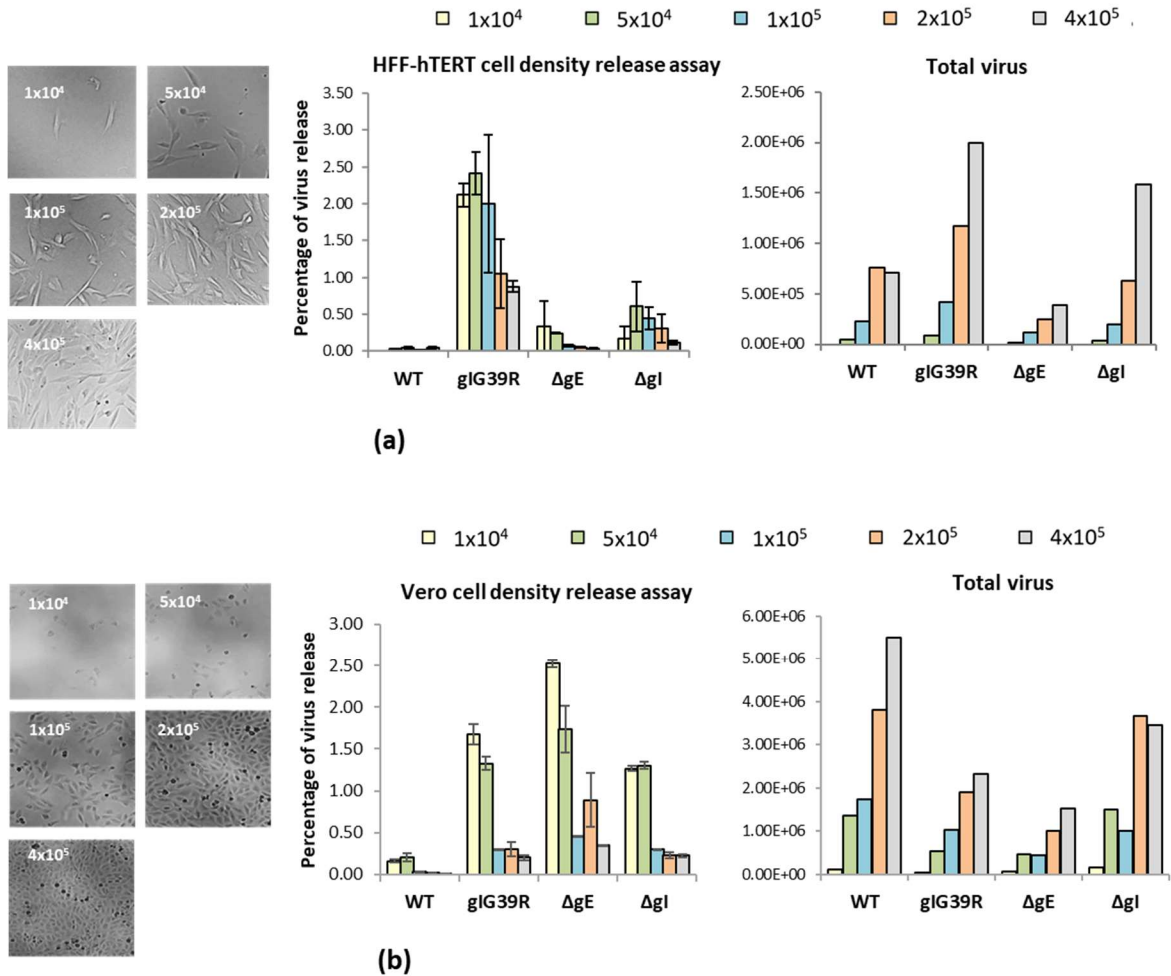 1x10⁴ 5x10⁴ 1x10⁵ 2x10⁵ 4x10⁵
HFF-hTERT cell density release assay
Total virus
1x10⁴ 5x10⁴
1x10⁵ 2x10⁵
4x10⁵
Percentage of virus release
3.50
3.00
2.50
2.00
1.50
1.00
0.50
0.00
WT gIG39R ΔgE ΔgI
2.50E+06
2.00E+06
1.50E+06
1.00E+06
5.00E+05
0.00E+00
WT gIG39R ΔgE ΔgI
(a)
1x10⁴ 5x10⁴ 1x10⁵ 2x10⁵ 4x10⁵
Vero cell density release assay
Total virus
1x10⁴ 5x10⁴
1x10⁵ 2x10⁵
4x10⁵
Percentage of virus release
3.00
2.50
2.00
1.50
1.00
0.50
0.00
WT gIG39R ΔgE ΔgI
6.00E+06
5.00E+06
4.00E+06
3.00E+06
2.00E+06
1.00E+06
0.00E+00
WT gIG39R ΔgE ΔgI
(b)